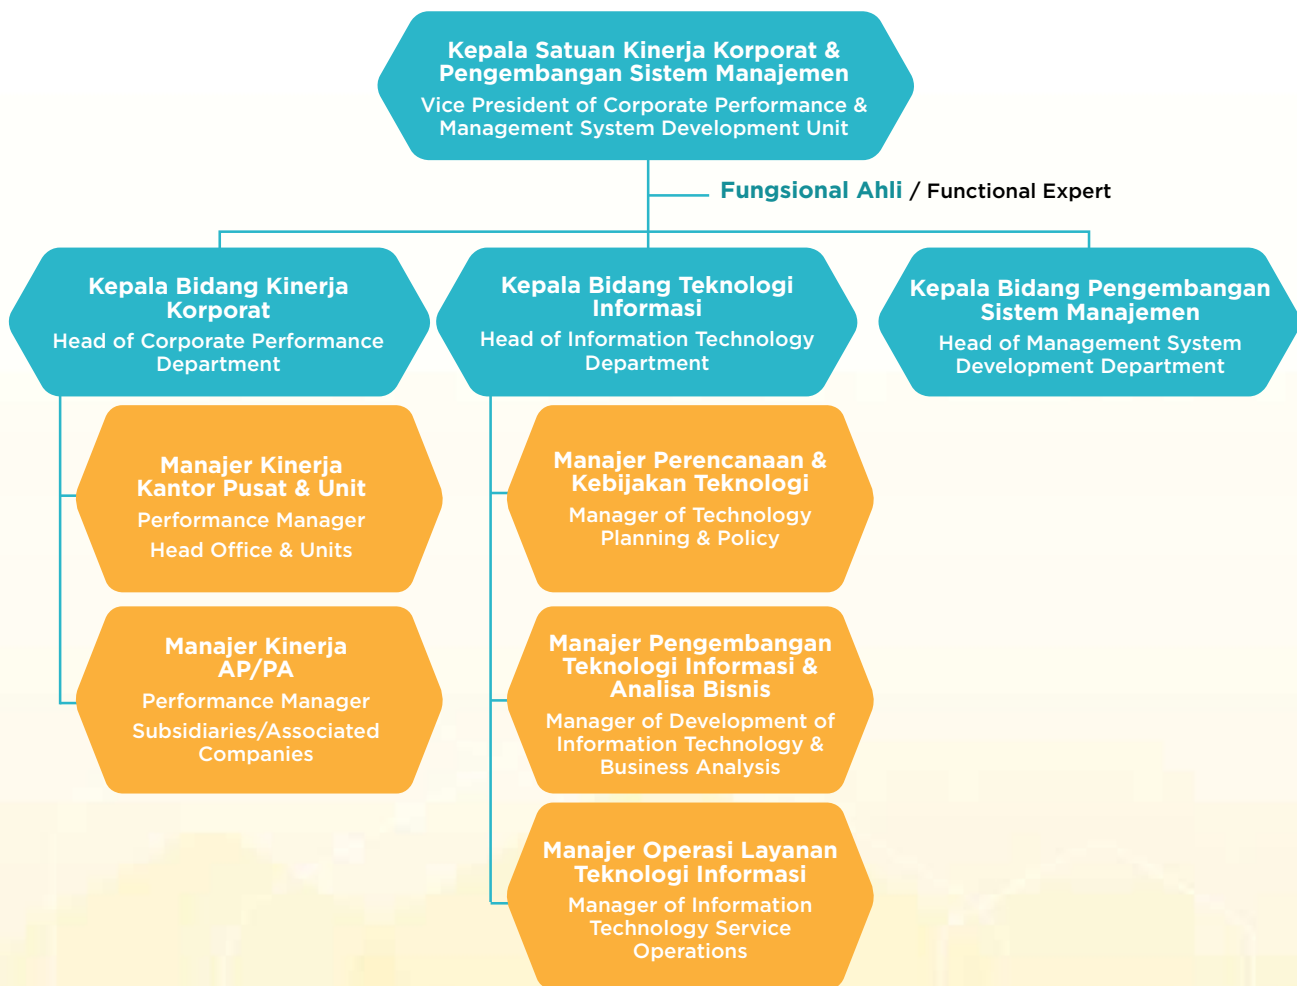 Kepala Satuan Kinerja Korporat &
Pengembangan Sistem Manajemen
Vice President of Corporate Performance &
Management System Development Unit
Fungsional Ahli / Functional Expert
Kepala Bidang Kinerja
Korporat
Head of Corporate Performance
Department
Kepala Bidang Teknologi
Informasi
Head of Information Technology
Department
Kepala Bidang Pengembangan
Sistem Manajemen
Head of Management System
Development Department
Manajer Kinerja
Kantor Pusat & Unit
Performance Manager
Head Office & Units
Manajer Kinerja
AP/PA
Performance Manager
Subsidiaries/Associated
Companies
Manajer Perencanaan &
Kebijakan Teknologi
Manager of Technology
Planning & Policy
Manajer Pengembangan
Teknologi Informasi &
Analisa Bisnis
Manager of Development of
Information Technology &
Business Analysis
Manajer Operasi Layanan
Teknologi Informasi
Manager of Information
Technology Service
Operations